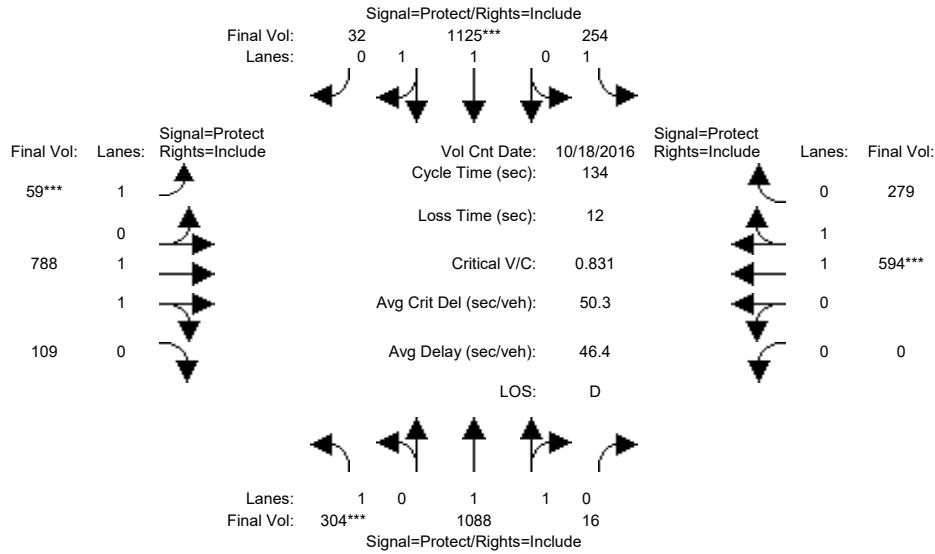 Signal=Protect/Rights=Include
Final Vol: 32 1125*** 254
Lanes: 0 1 1 0 1
Signal=Protect Signal=Protect
Final Vol: Lanes: Rights=Include Vol Cnt Date: 10/18/2016 Rights=Include Lanes: Final Vol:
Cycle Time (sec): 134
59*** 1 0 279
Loss Time (sec): 12
0 1
788 1 Critical V/C: 0.831 1 594***
1 Avg Crit Del (sec/veh): 50.3 0
109 0 Avg Delay (sec/veh): 46.4 0 0
LOS: D
Lanes: 1 0 1 1 0
Final Vol: 304*** 1088 16
Signal=Protect/Rights=Include